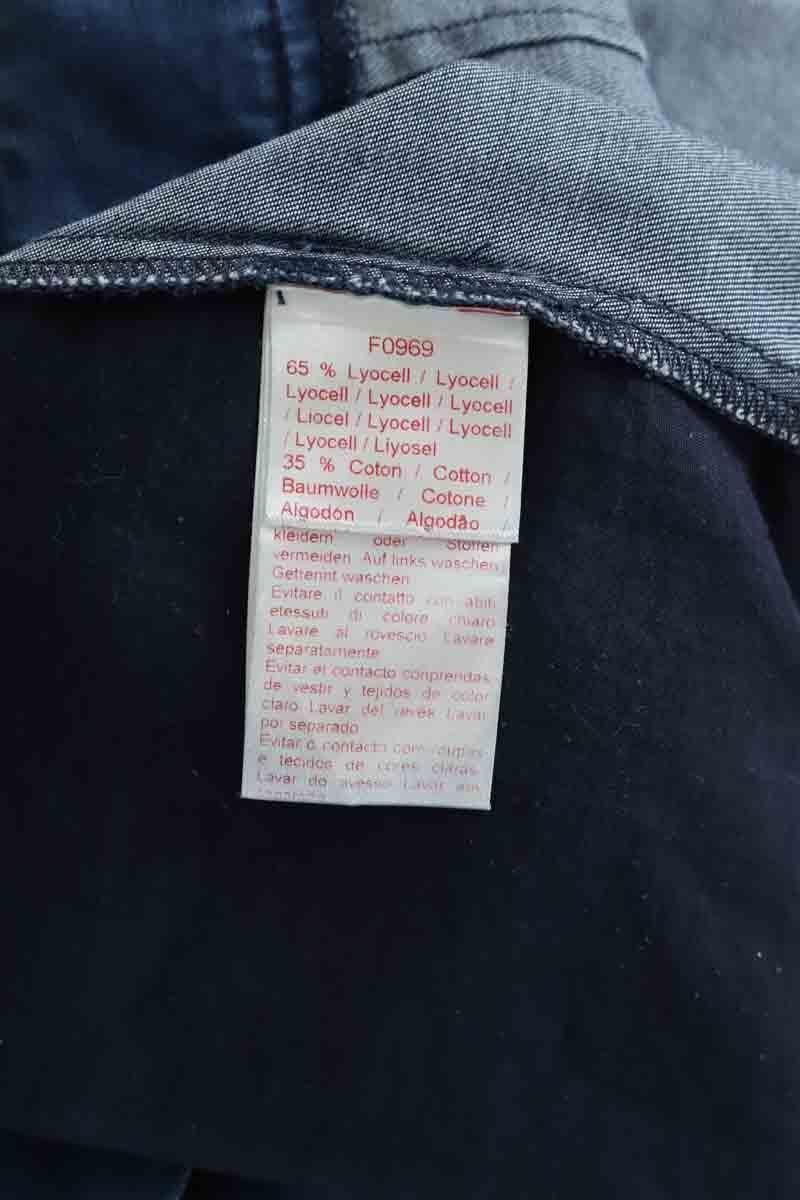 F0969
65 % Lyocell / Lyocell /
Lyocell / Lyocell / Lyocell
/ Liocel / Lyocell / Lyocell
/ Lyocell / Liyosel
35 % Coton / Cotton /
Baumwolle / Cotone /
Algodón / Algodão /
kleidern oder Stoffen
vermeiden Auf links waschen
Getrennt waschen
Evitare il contatto con abiti
etessuti di colore chiaro
Lavare al rovescio Lavare
separatamente
Evitar el contacto conprendas
de vestir y tejidos de color
claro Lavar del revés Lavar
por separado
Evitar o contacto com roupas
e tecidos de cores claras
Lavar do avesso Lavar em